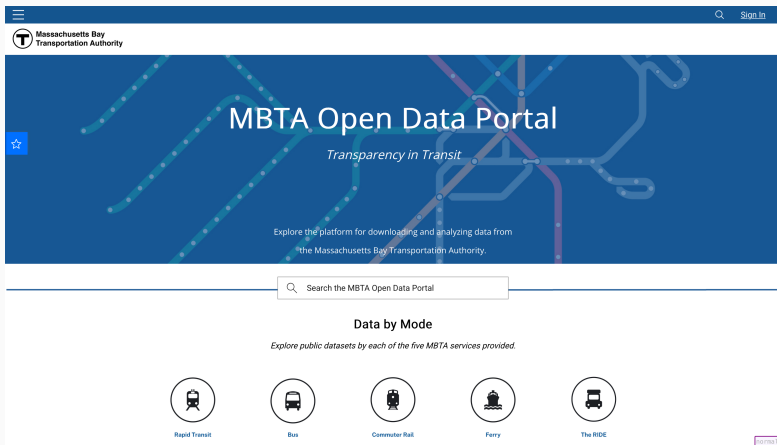 Sign In
Massachusetts Bay
Transportation Authority
MBTA Open Data Portal
Transparency in Transit
Explore the platform for downloading and analyzing data from
the Massachusetts Bay Transportation Authority.
Search the MBTA Open Data Portal
Data by Mode
Explore public datasets by each of the five MBTA services provided.
Rapid Transit
Bus
Commuter Rail
Ferry
The RIDE
normal